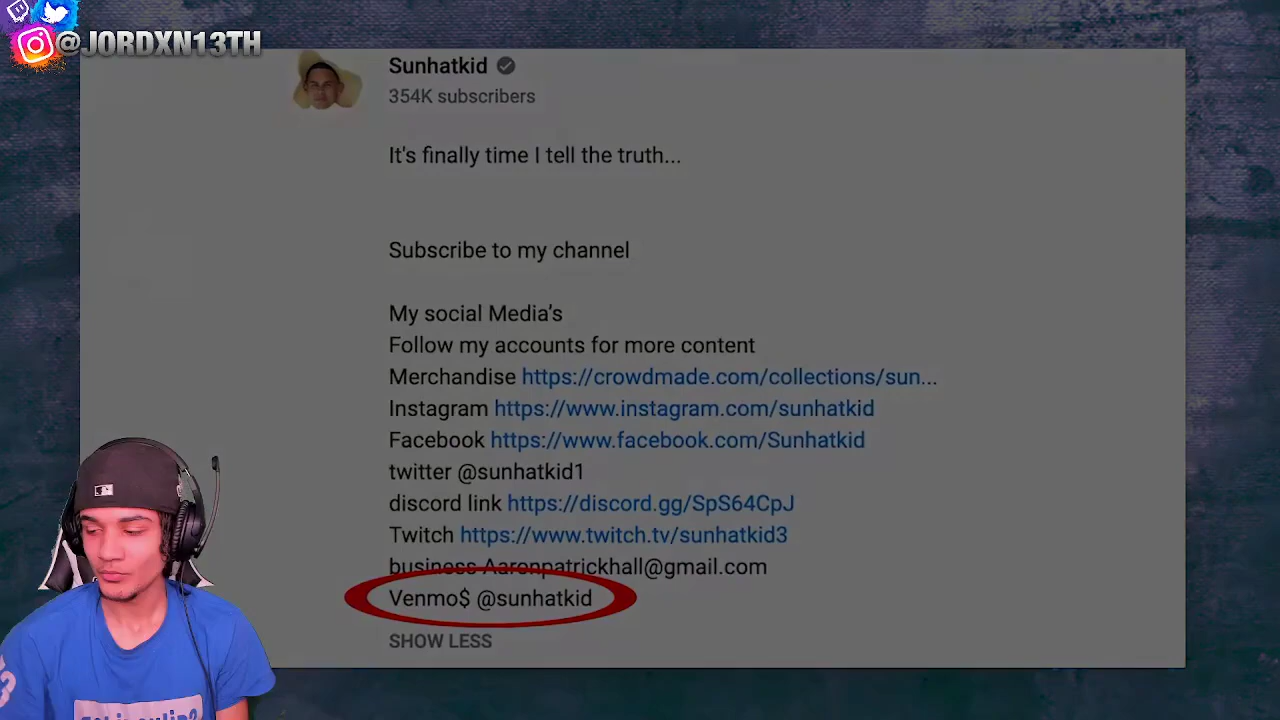 @JORDXN13TH
Sunhatkid
354K subscribers
It's finally time I tell the truth...
Subscribe to my channel
My social Media's
Follow my accounts for more content
Merchandise https://crowdmade.com/collections/sun...
Instagram https://www.instagram.com/sunhatkid
Facebook https://www.facebook.com/Sunhatkid
twitter @sunhatkid1
discord link https://discord.gg/SpS64CpJ
Twitch https://www.twitch.tv/sunhatkid3
business Aaronpatrickhall@gmail.com
Venmo$ @sunhatkid
SHOW LESS